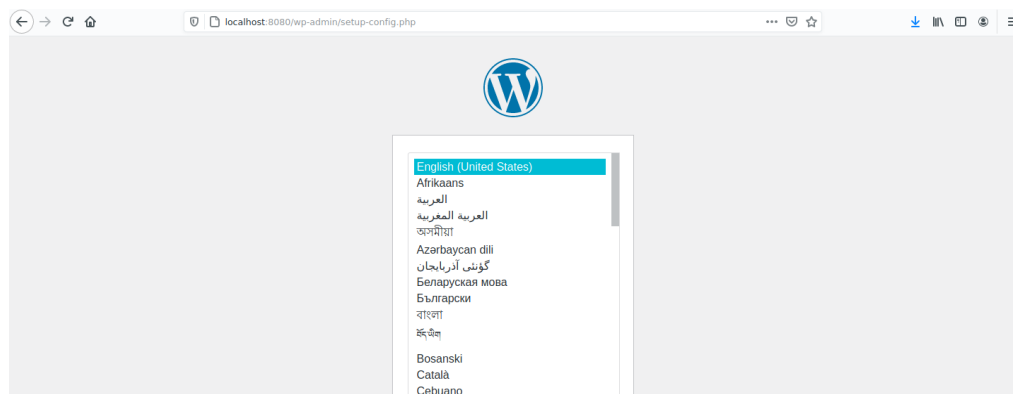 localhost:8080/wp-admin/setup-config.php
English (United States)
Afrikaans
العربية
العربية المغربية
অসমীয়া
Azərbaycan dili
گؤنئی آذربایجان
Беларуская мова
Български
বাংলা
བོད་ཡིག
Bosanski
Català
Cebuano